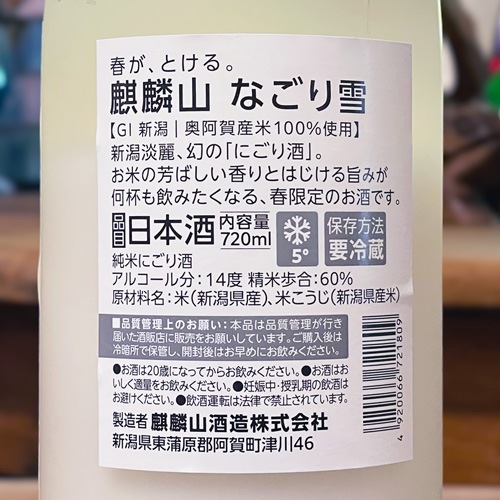 春が、とける。
麒麟山 なごり雪
【GI 新潟｜奥阿賀産米100%使用】
新潟淡麗、幻の「にごり酒」。
お米の芳ばしい香りとはじける旨みが
何杯も飲みたくなる、春限定のお酒です。
品目 日本酒 内容量 720ml 5° 保存方法 要冷蔵
純米にごり酒
アルコール分：14度 精米歩合：60%
原材料名：米（新潟県産）、米こうじ（新潟県産米）
■品質管理上のお願い：本品は品質管理が行き
届いた酒販店に販売をお願いしています。ご購入後は
冷暗所で保管し、開封後はお早めにお飲みください。
●お酒は20歳になってからお飲みください。●お酒はお
いしく適量をお飲みください。●妊娠中・授乳期の飲酒は
お避けください。●飲酒運転は法律で禁止されています。
製造者 麒麟山酒造株式会社
新潟県東蒲原郡阿賀町津川46
4920066721809